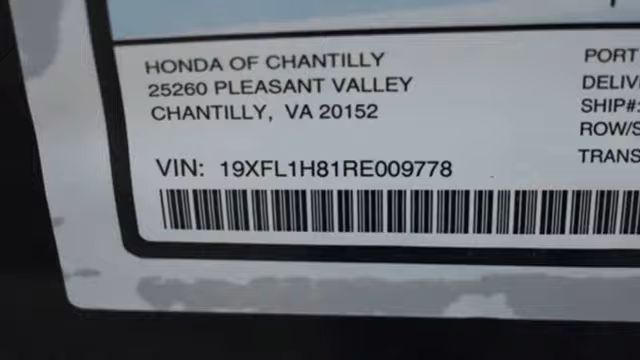 HONDA OF CHANTILLY
25260 PLEASANT VALLEY
CHANTILLY, VA 20152
VIN: 19XFL1H81RE009778
PORT
DELIV
SHIP#:
ROW/S
TRANS